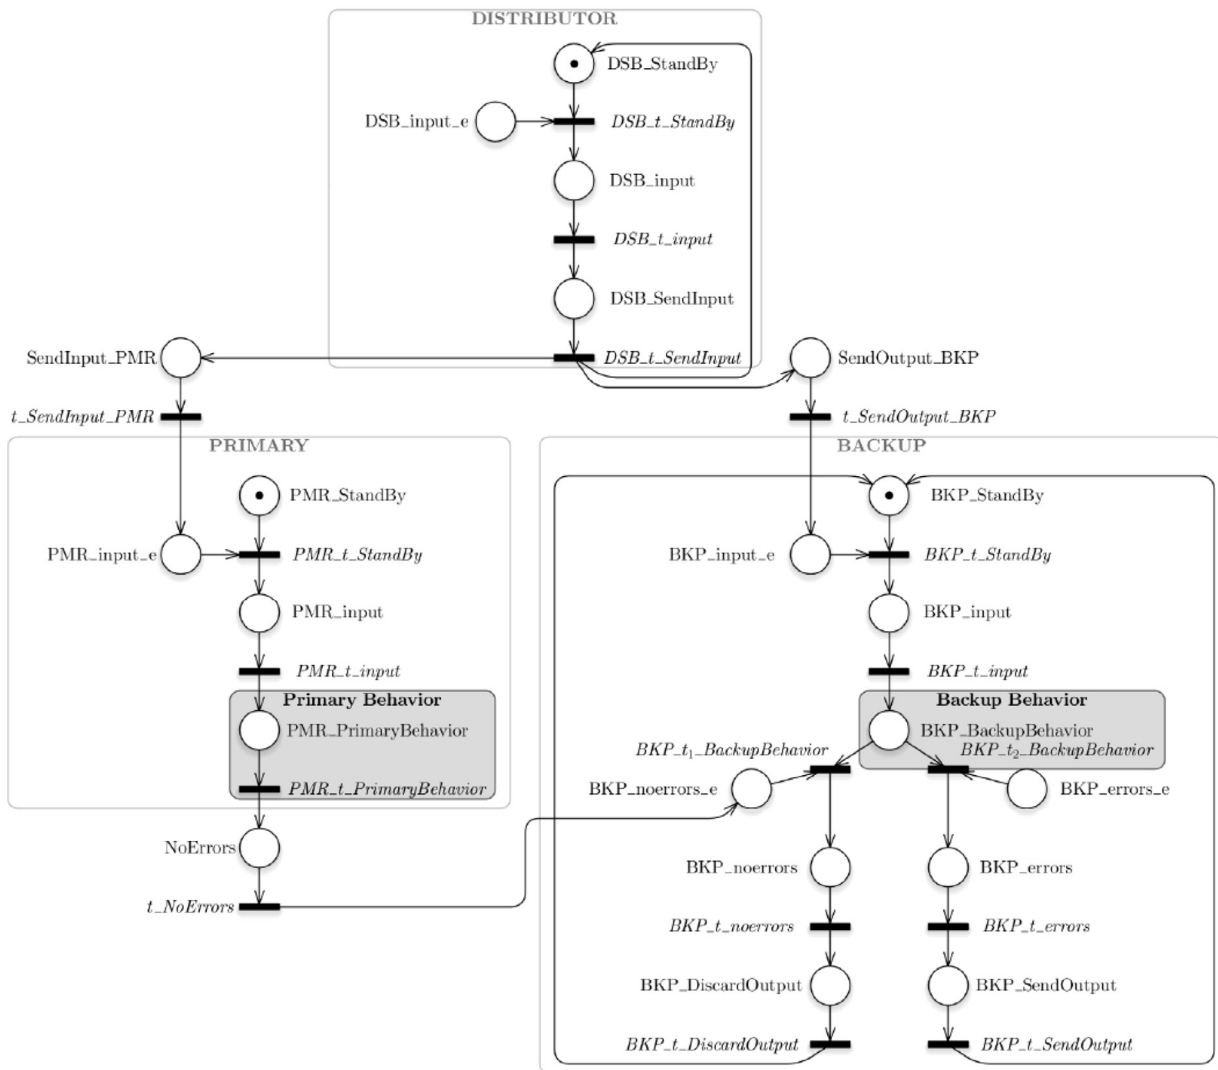 DISTRIBUTOR
DSB_StandBy
DSB_input_e
DSB_t_StandBy
DSB_input
DSB_t_input
DSB_SendInput
SendInput_PMR
DSB_t_SendInput
SendOutput_BKP
t_SendInput_PMR
t_SendOutput_BKP
PRIMARY
BACKUP
PMR_StandBy
BKP_StandBy
PMR_input_e
PMR_t_StandBy
BKP_input_e
BKP_t_StandBy
PMR_input
BKP_input
PMR_t_input
BKP_t_input
Primary Behavior
Backup Behavior
PMR_PrimaryBehavior
BKP_BackupBehavior
BKP_t₁_BackupBehavior
BKP_t₂_BackupBehavior
PMR_t_PrimaryBehavior
BKP_noerrors_e
BKP_errors_e
NoErrors
BKP_noerrors
BKP_errors
t_NoErrors
BKP_t_noerrors
BKP_t_errors
BKP_DiscardOutput
BKP_SendOutput
BKP_t_DiscardOutput
BKP_t_SendOutput